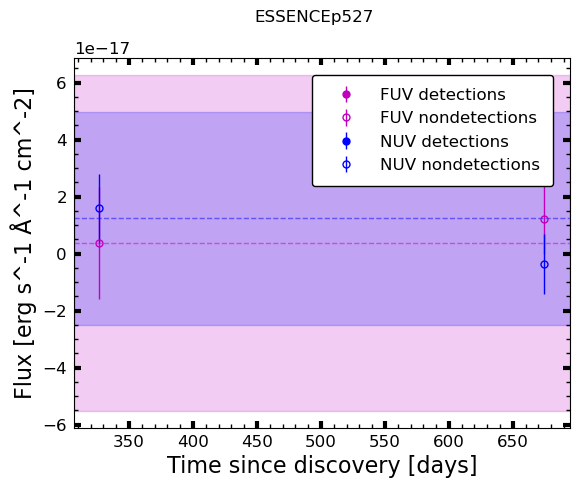 ESSENCEp527
1e−17
6
4
2
0
−2
−4
−6
Flux [erg s^-1 Å^-1 cm^-2]
FUV detections
FUV nondetections
NUV detections
NUV nondetections
350 400 450 500 550 600 650
Time since discovery [days]